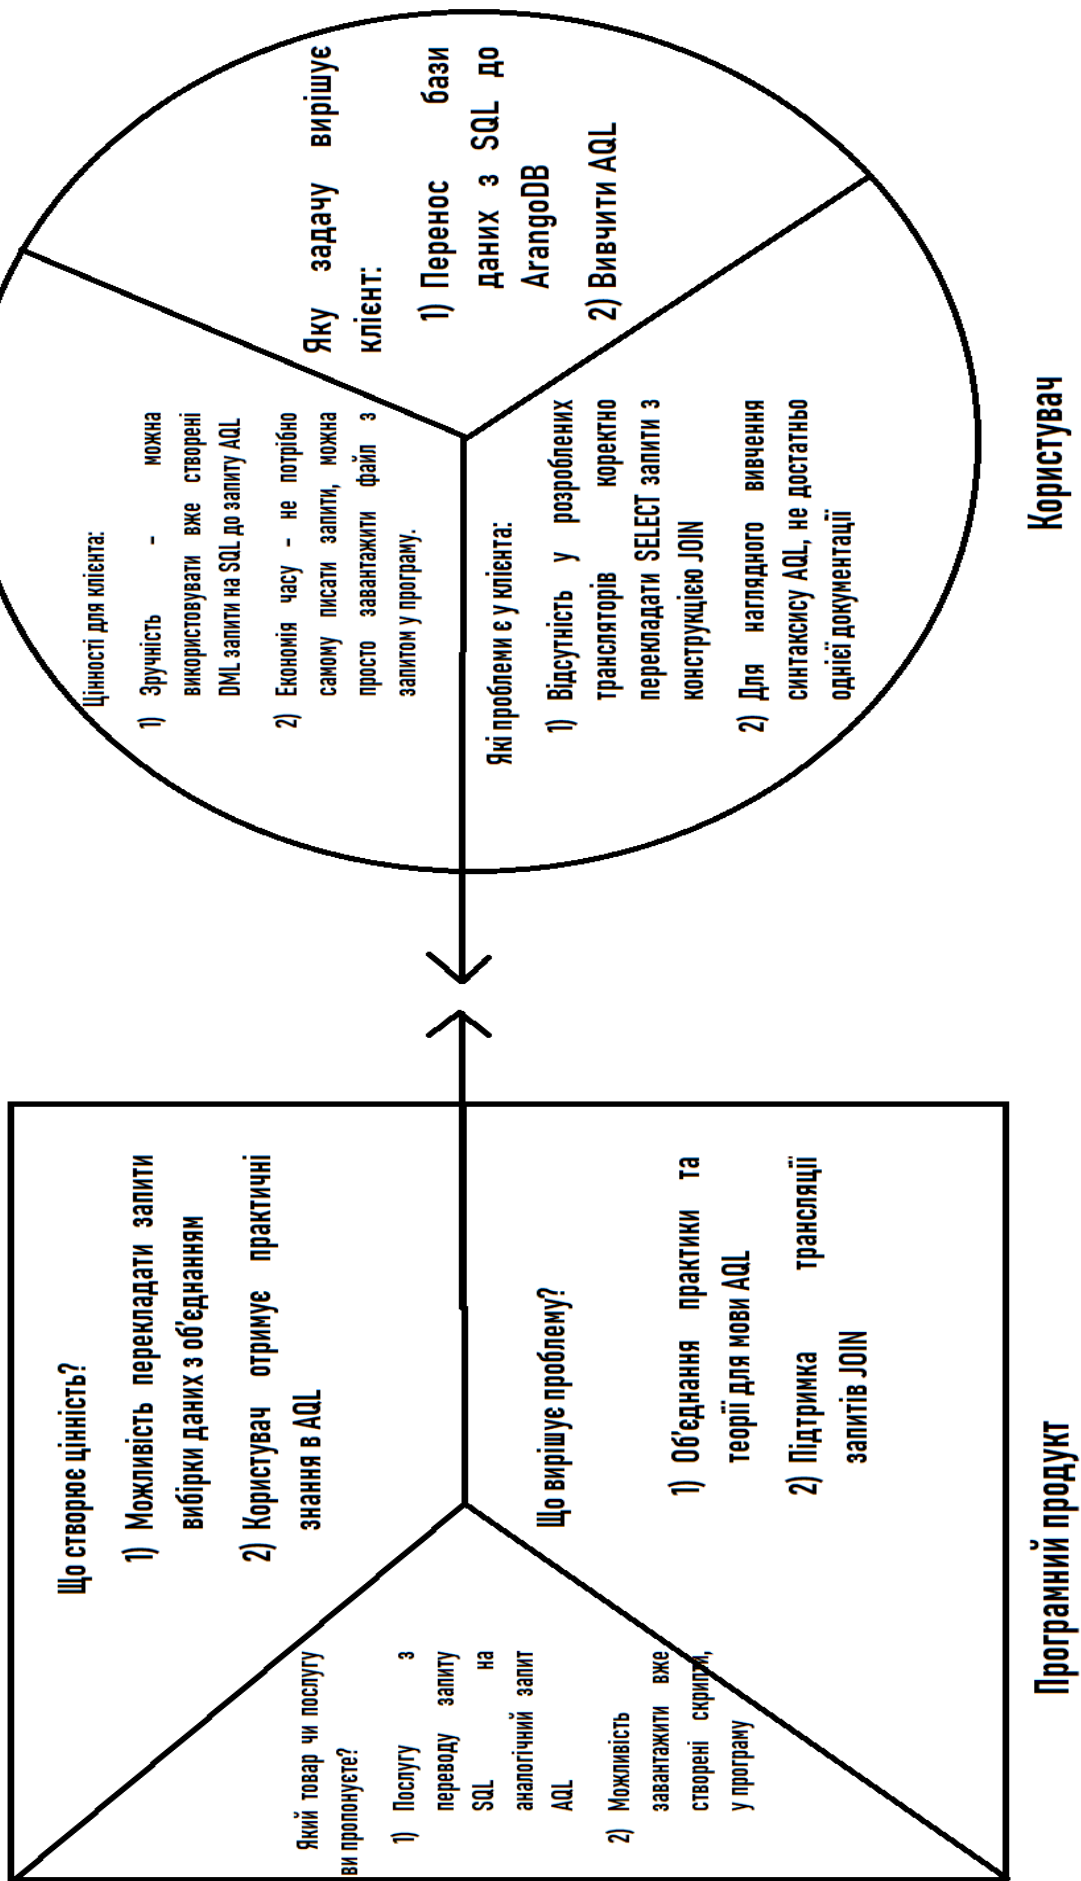 Який товар чи послугу
ви пропонуєте?
1) Послугу з
переводу запиту
SQL на
аналогічний запит
AQL
2) Можливість
завантажити вже
створені скрипти,
у програму
Що створює цінність?
1) Можливість перекладати запити
вибірки даних з об'єднанням
2) Користувач отримує практичні
знання в AQL
Що вирішує проблему?
1) Об'єднання практики та
теорії для мови AQL
2) Підтримка трансляції
запитів JOIN
Програмний продукт
Цінності для клієнта:
1) Зручність – можна
використовувати вже створені
DML запити на SQL до запиту AQL
2) Економія часу – не потрібно
самому писати запити, можна
просто завантажити файл з
запитом у програму.
Яку задачу вирішує
клієнт:
1) Перенос бази
даних з SQL до
ArangoDB
2) Вивчити AQL
Які проблеми є у клієнта:
1) Відсутність у розроблених
трансляторів коректно
перекладати SELECT запити з
конструкцією JOIN
2) Для наглядного вивчення
синтаксису AQL, не достатньо
однієї документації
Користувач